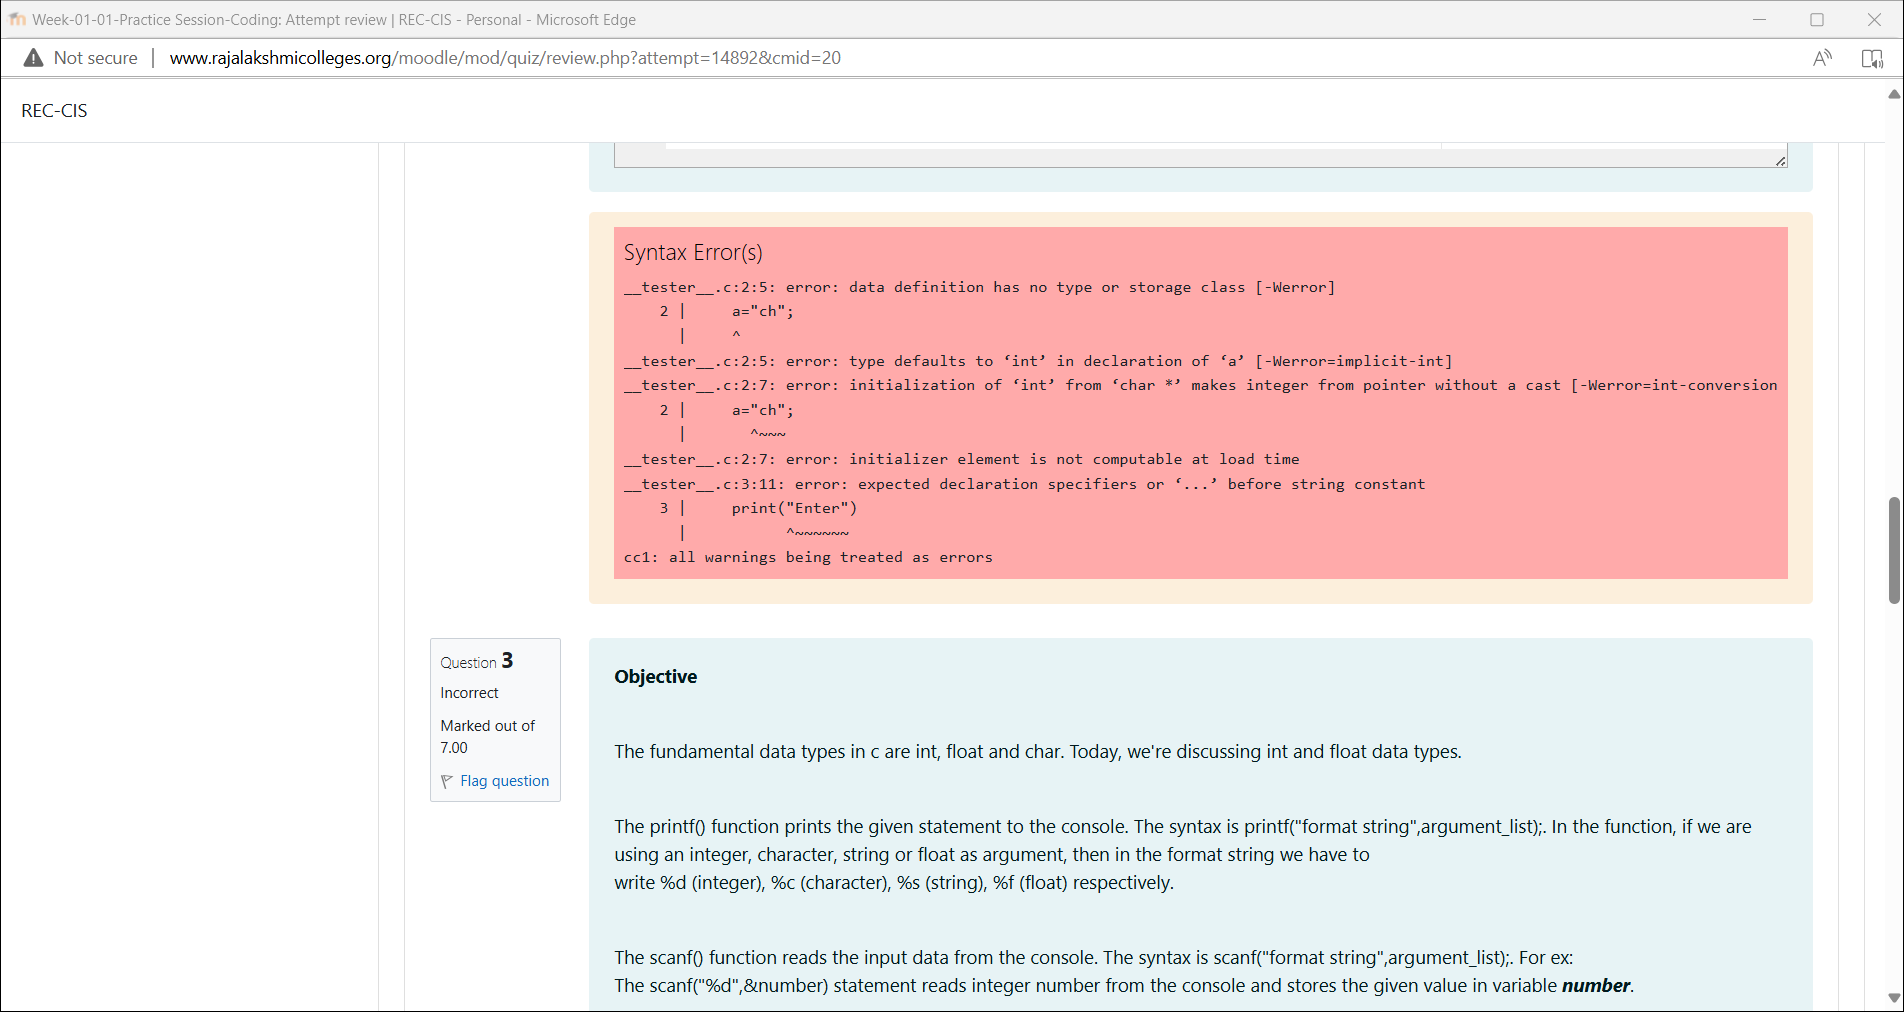 Week-01-01-Practice Session-Coding: Attempt review | REC-CIS - Personal - Microsoft Edge
Not secure | www.rajalakshmicolleges.org/moodle/mod/quiz/review.php?attempt=14892&cmid=20
REC-CIS
Syntax Error(s)
__tester__.c:2:5: error: data definition has no type or storage class [-Werror]
    2 |     a="ch";
      |     ^
__tester__.c:2:5: error: type defaults to ‘int’ in declaration of ‘a’ [-Werror=implicit-int]
__tester__.c:2:7: error: initialization of ‘int’ from ‘char *’ makes integer from pointer without a cast [-Werror=int-conversion
    2 |     a="ch";
      |       ^~~~
__tester__.c:2:7: error: initializer element is not computable at load time
__tester__.c:3:11: error: expected declaration specifiers or ‘...’ before string constant
    3 |     print("Enter")
      |           ^~~~~~~
cc1: all warnings being treated as errors
Question 3
Incorrect
Marked out of
7.00
Flag question
Objective
The fundamental data types in c are int, float and char. Today, we're discussing int and float data types.
The printf() function prints the given statement to the console. The syntax is printf("format string",argument_list);. In the function, if we are
using an integer, character, string or float as argument, then in the format string we have to
write %d (integer), %c (character), %s (string), %f (float) respectively.
The scanf() function reads the input data from the console. The syntax is scanf("format string",argument_list);. For ex:
The scanf("%d",&number) statement reads integer number from the console and stores the given value in variable number.